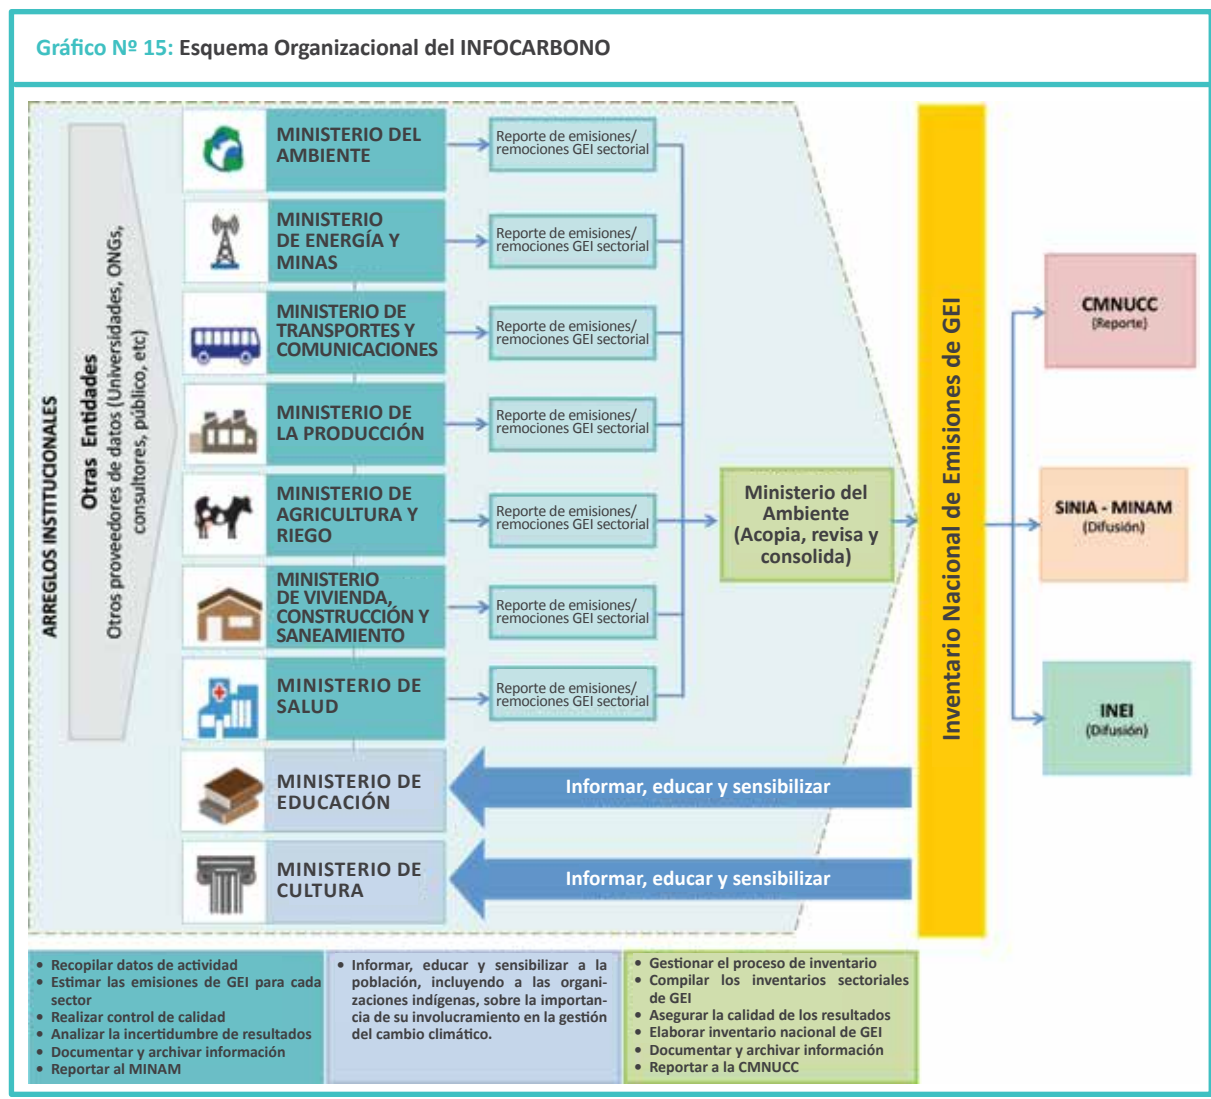 Gráfico Nº 15: Esquema Organizacional del INFOCARBONO
ARREGLOS INSTITUCIONALES
Otras Entidades
Otros proveedores de datos (Universidades, ONGs,
consultores, público, etc)
MINISTERIO DEL
AMBIENTE
Reporte de emisiones/
remociones GEI sectorial
MINISTERIO
DE ENERGÍA Y
MINAS
Reporte de emisiones/
remociones GEI sectorial
MINISTERIO DE
TRANSPORTES Y
COMUNICACIONES
Reporte de emisiones/
remociones GEI sectorial
MINISTERIO DE
LA PRODUCCIÓN
Reporte de emisiones/
remociones GEI sectorial
MINISTERIO DE
AGRICULTURA Y
RIEGO
Reporte de emisiones/
remociones GEI sectorial
MINISTERIO
DE VIVIENDA,
CONSTRUCCIÓN Y
SANEAMIENTO
Reporte de emisiones/
remociones GEI sectorial
MINISTERIO DE
SALUD
Reporte de emisiones/
remociones GEI sectorial
MINISTERIO DE
EDUCACIÓN
Informar, educar y sensibilizar
MINISTERIO DE
CULTURA
Informar, educar y sensibilizar
Ministerio del
Ambiente
(Acopia, revisa y
consolida)
Inventario Nacional de Emisiones de GEI
CMNUCC
(Reporte)
SINIA - MINAM
(Difusión)
INEI
(Difusión)
• Recopilar datos de actividad
• Estimar las emisiones de GEI para cada
sector
• Realizar control de calidad
• Analizar la incertidumbre de resultados
• Documentar y archivar información
• Reportar al MINAM
• Informar, educar y sensibilizar a la
población, incluyendo a las organi-
zaciones indígenas, sobre la importan-
cia de su involucramiento en la gestión
del cambio climático.
• Gestionar el proceso de inventario
• Compilar los inventarios sectoriales
de GEI
• Asegurar la calidad de los resultados
• Elaborar inventario nacional de GEI
• Documentar y archivar información
• Reportar a la CMNUCC